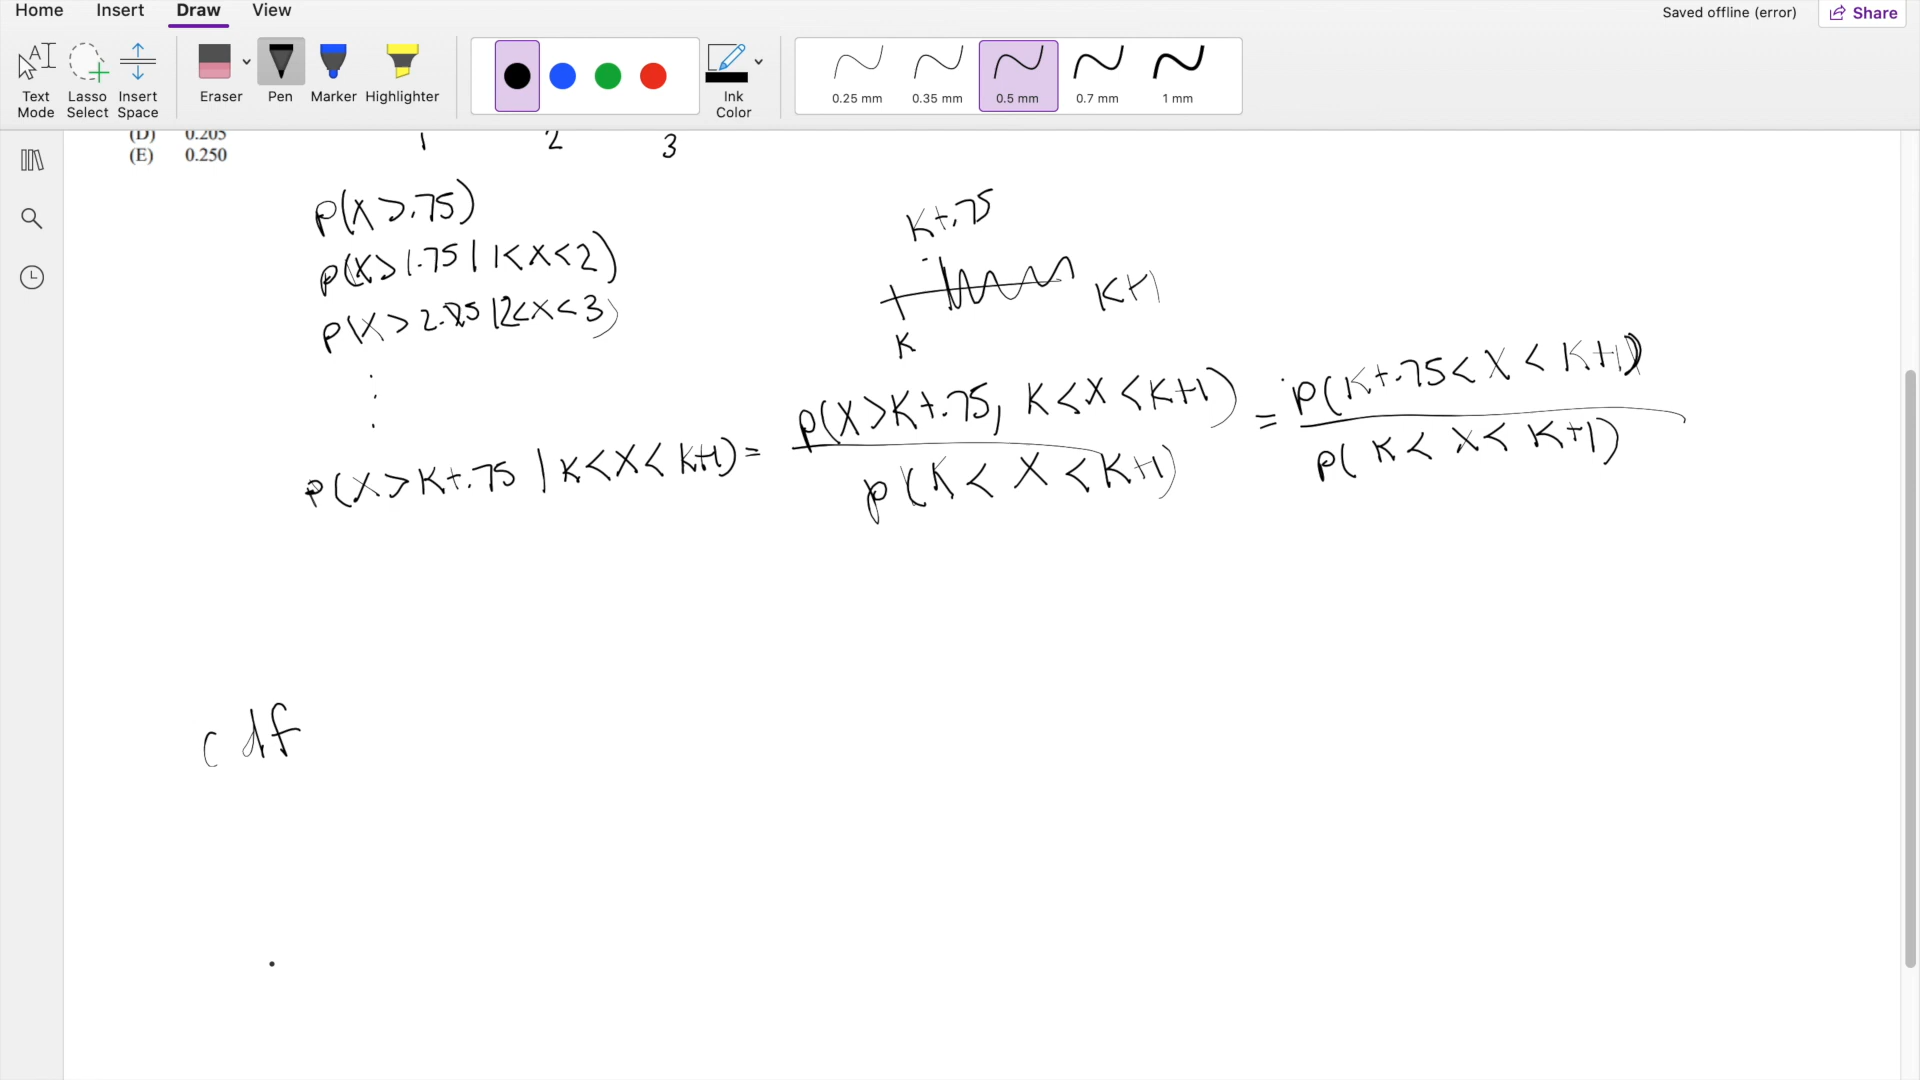 Home Insert Draw View
Saved offline (error) Share
Text Mode
Lasso Select
Insert Space
Eraser
Pen
Marker
Highlighter
Ink Color
0.25 mm 0.35 mm 0.5 mm 0.7 mm 1 mm
(D) 0.205
1 2 3
(E) 0.250
P(X>.75)
K+.75
P(X>1.75 | 1<X<2)
K+1
P(X>2.75 | 2<X<3)
K
P(X>K+.75 | K<X<K+1) = P(X>K+.75, K<X<K+1) / P(K<X<K+1) = P(K+.75<X<K+1) / P(K<X<K+1)
cdf